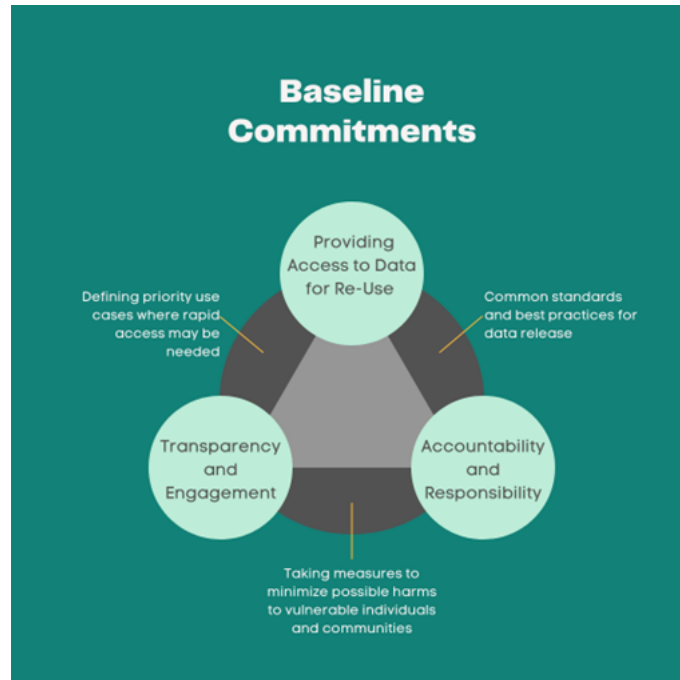 Baseline
Commitments
Providing
Access to Data
for Re-Use
Defining priority use
cases where rapid
access may be
needed
Common standards
and best practices for
data release
Transparency
and
Engagement
Accountability
and
Responsibility
Taking measures to
minimize possible harms
to vulnerable individuals
and communities